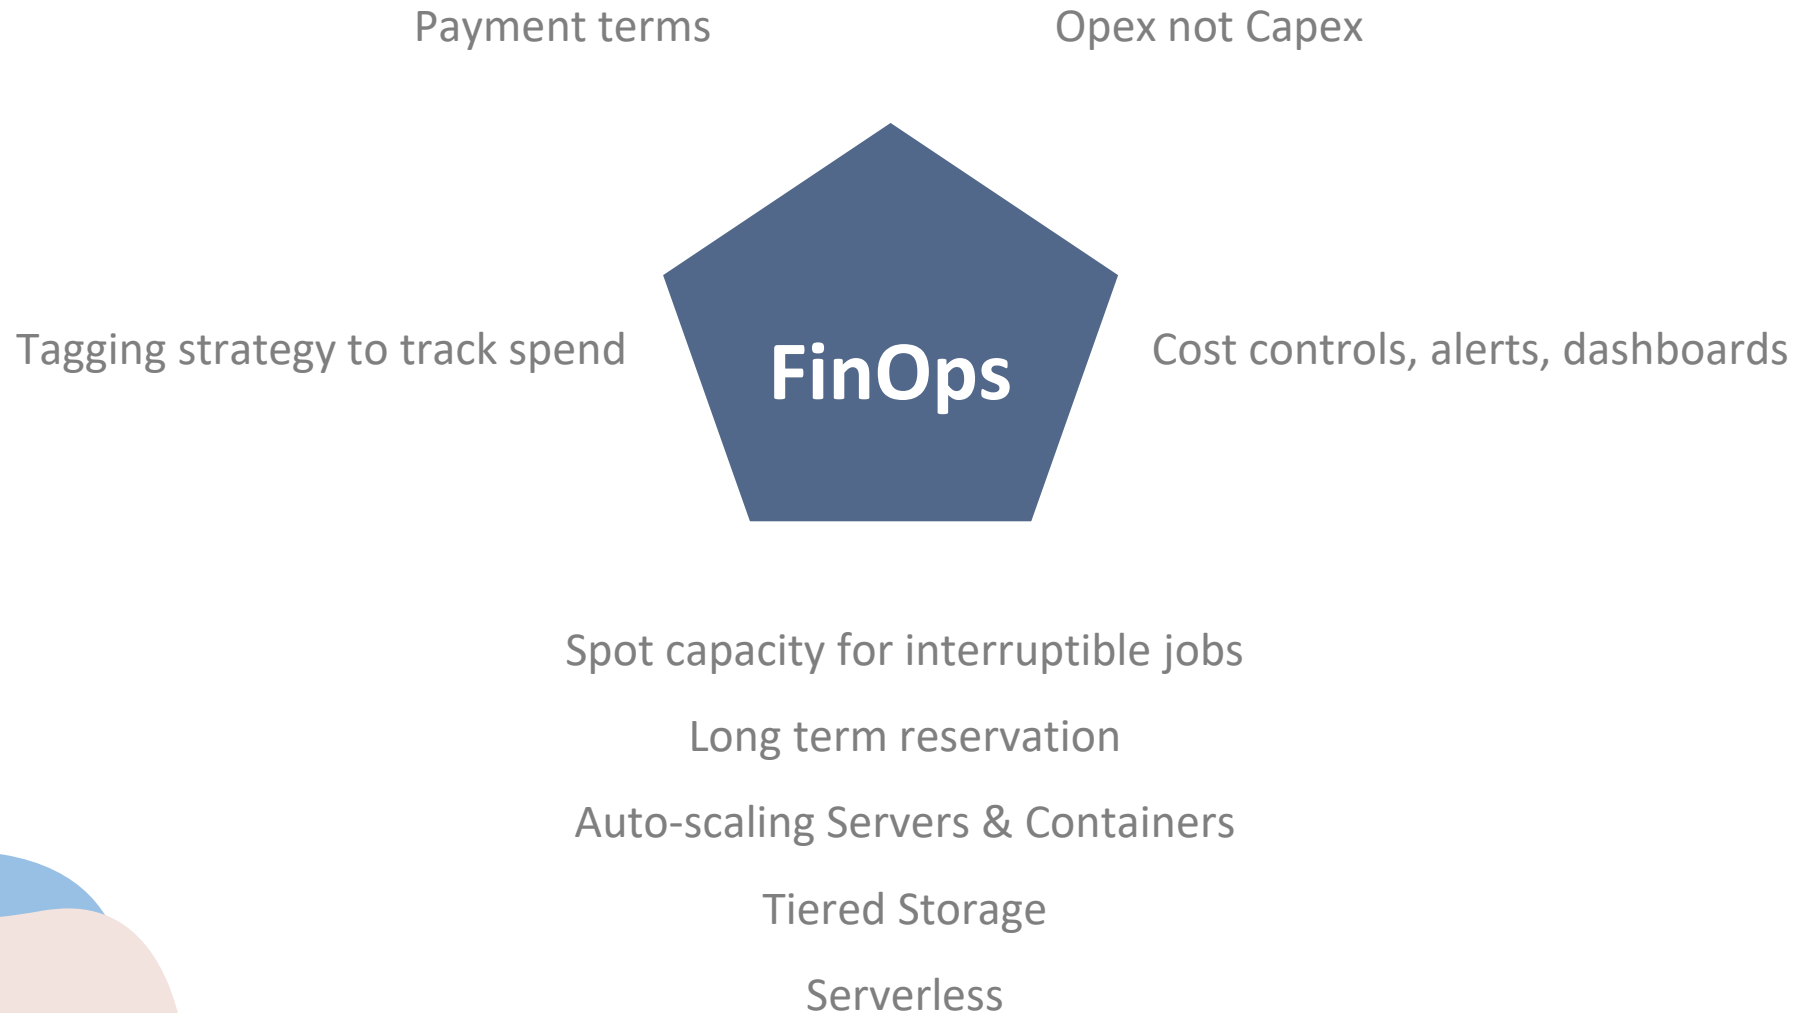 Payment terms
Opex not Capex
Tagging strategy to track spend
FinOps
Cost controls, alerts, dashboards
Spot capacity for interruptible jobs
Long term reservation
Auto-scaling Servers & Containers
Tiered Storage
Serverless